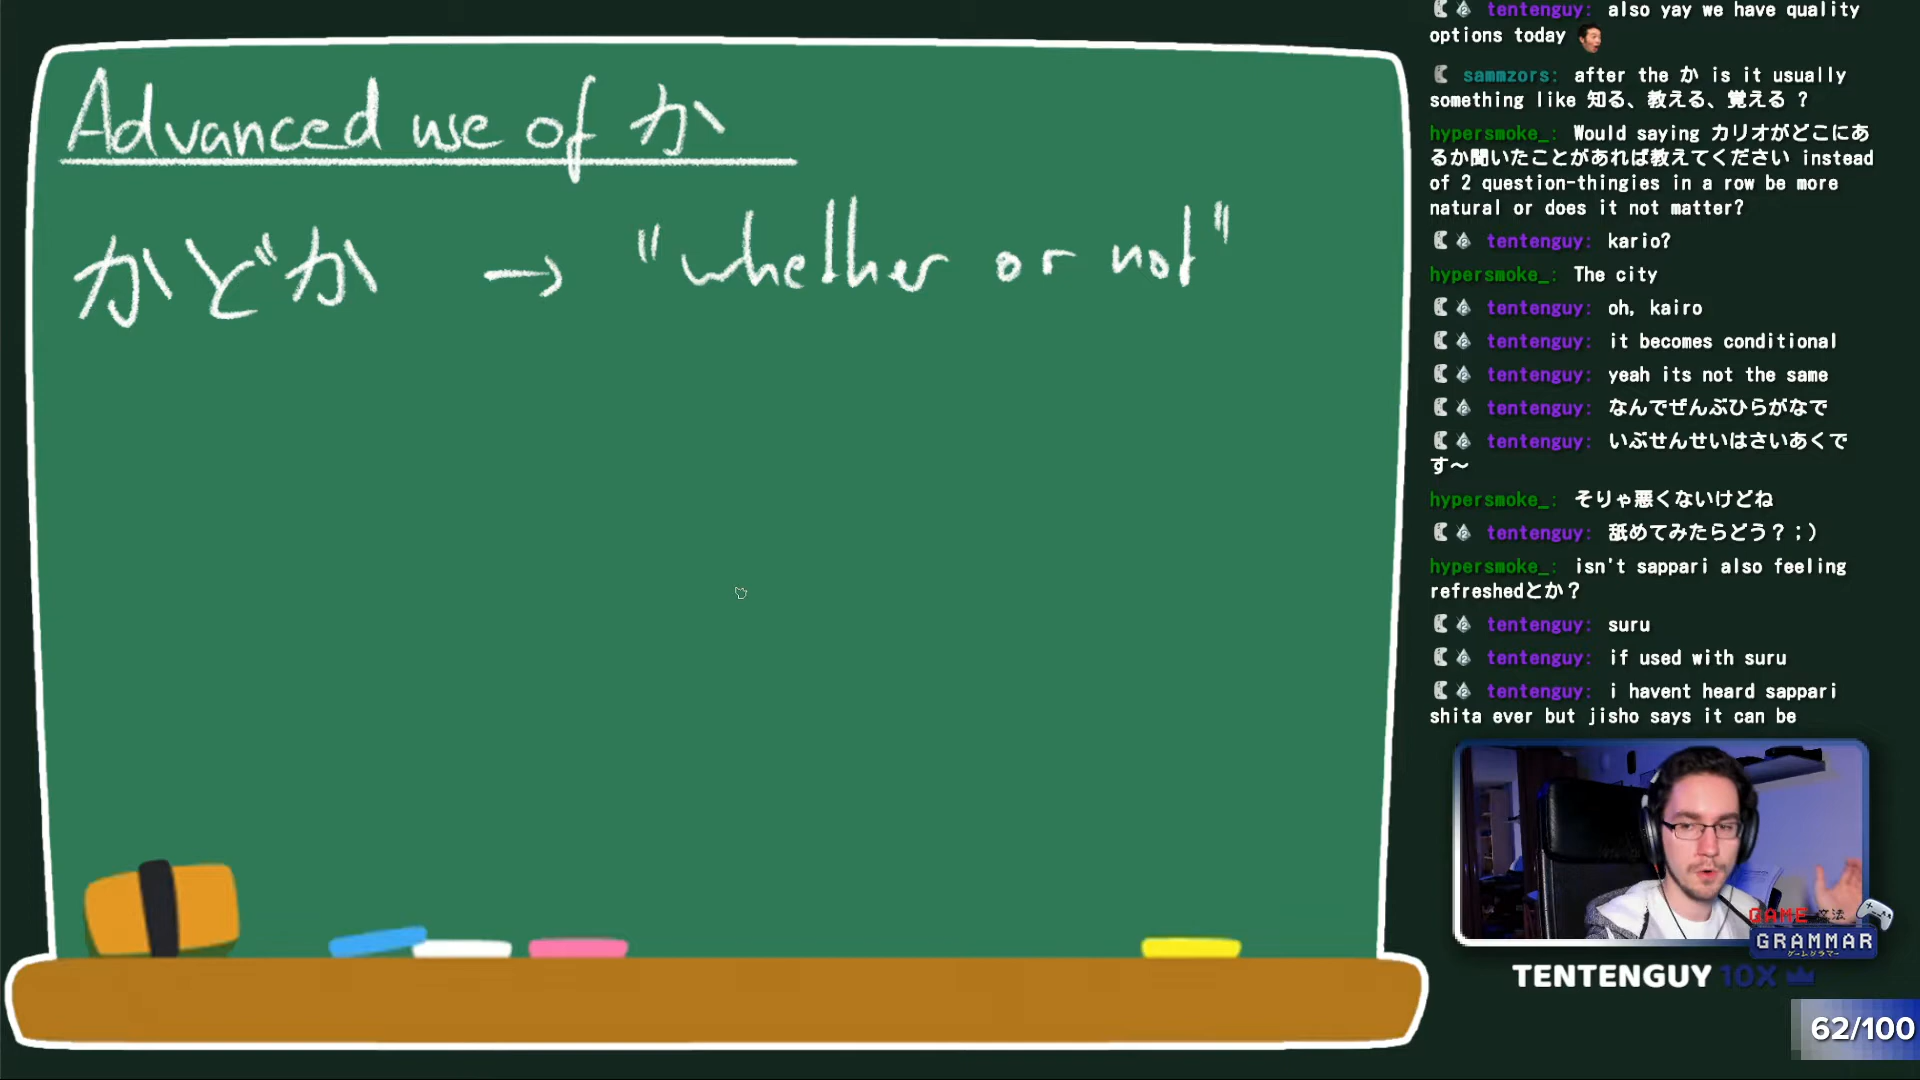 Advanced use of か
かどか → "whether or not"
tentenguy: also yay we have quality
options today
sammzors: after the か is it usually
something like 知る、教える、覚える ?
hypersmoke_: Would saying カリオがどこにあ
るか聞いたことがあれば教えてください instead
of 2 question-thingies in a row be more
natural or does it not matter?
tentenguy: kario?
hypersmoke_: The city
tentenguy: oh, kairo
tentenguy: it becomes conditional
tentenguy: yeah its not the same
tentenguy: なんでぜんぶひらがなで
tentenguy: いぶせんせいはさいあくで
す〜
hypersmoke_: そりゃ悪くないけどね
tentenguy: 舐めてみたらどう？；）
hypersmoke_: isn't sappari also feeling
refreshedとか？
tentenguy: suru
tentenguy: if used with suru
tentenguy: i havent heard sappari
shita ever but jisho says it can be
GAME 文法
GRAMMAR
ゲームグラマー
TENTENGUY 10X
62/100